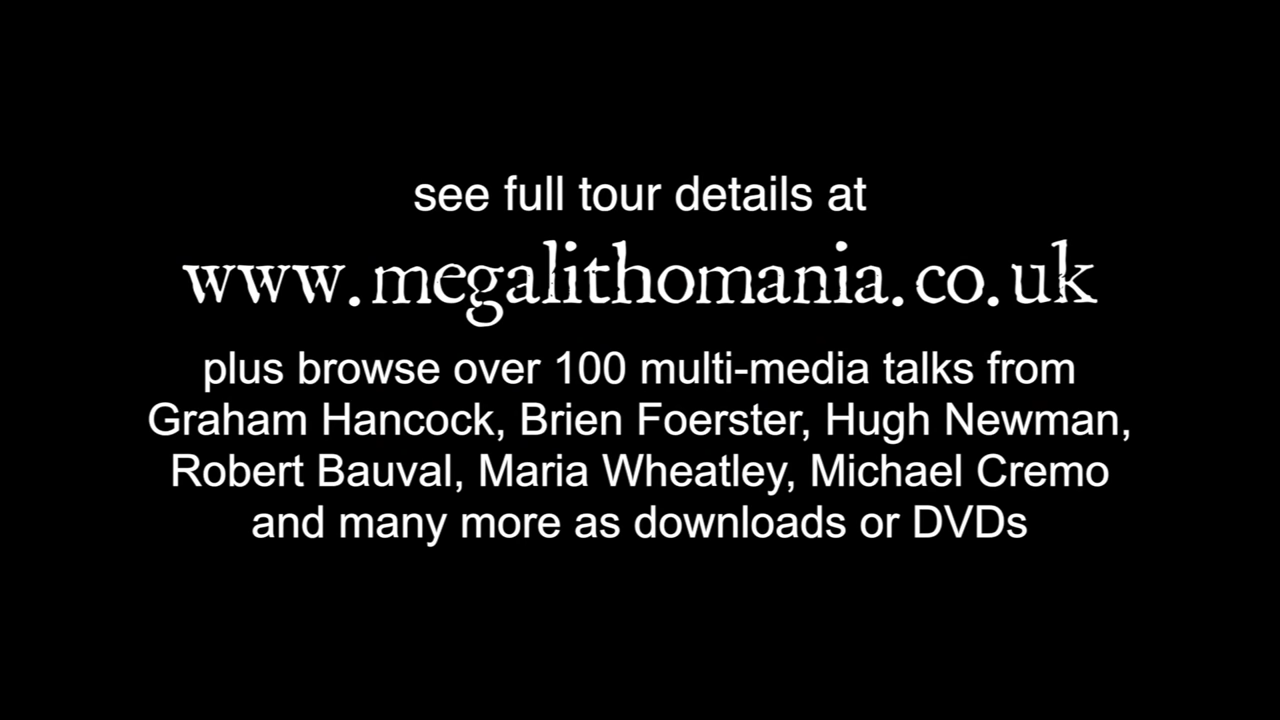 see full tour details at
www.megalithomania.co.uk
plus browse over 100 multi-media talks from
Graham Hancock, Brien Foerster, Hugh Newman,
Robert Bauval, Maria Wheatley, Michael Cremo
and many more as downloads or DVDs